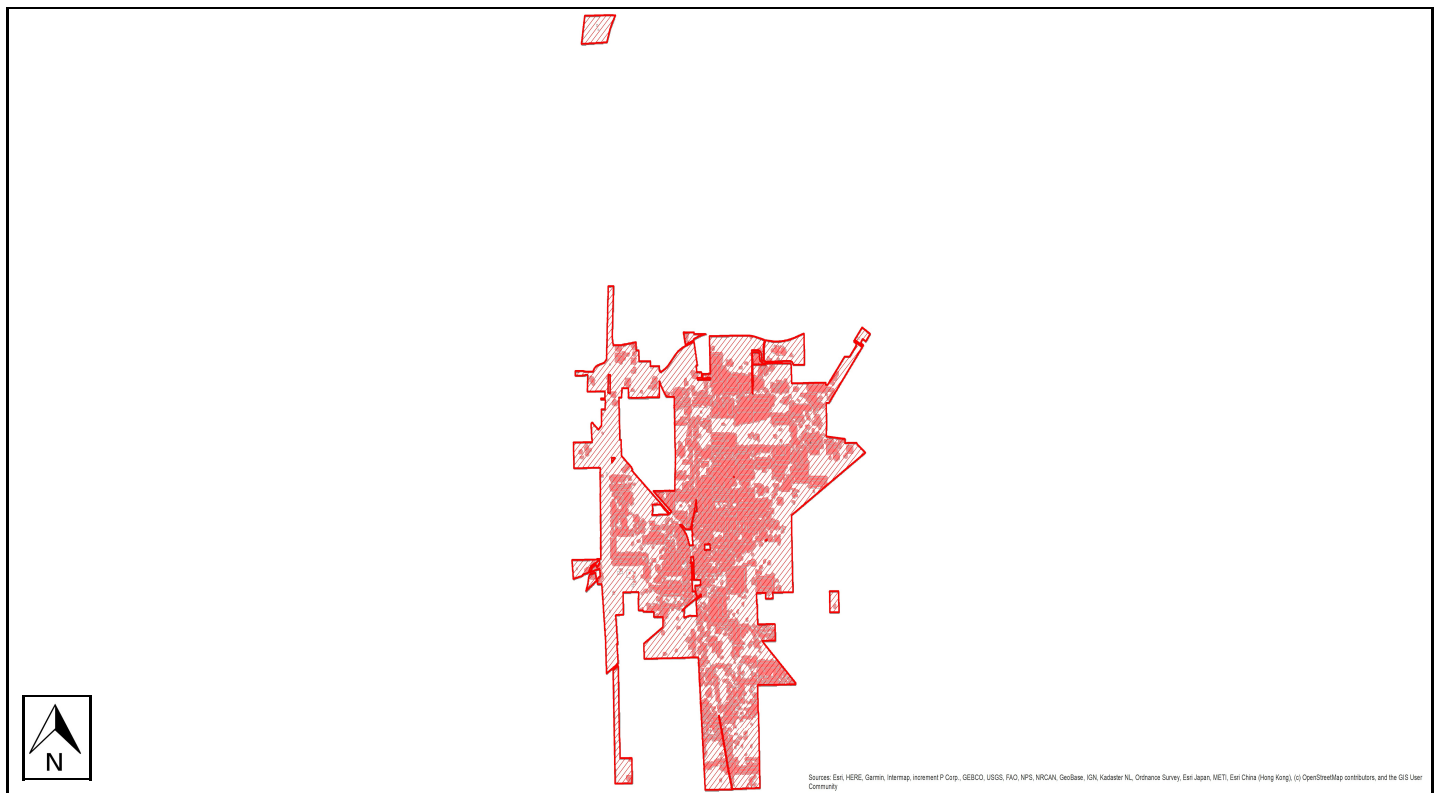 N
Sources: Esri, HERE, Garmin, Intermap, increment P Corp., GEBCO, USGS, FAO, NPS, NRCAN, GeoBase, IGN, Kadaster NL, Ordnance Survey, Esri Japan, METI, Esri China (Hong Kong), (c) OpenStreetMap contributors, and the GIS User
Community